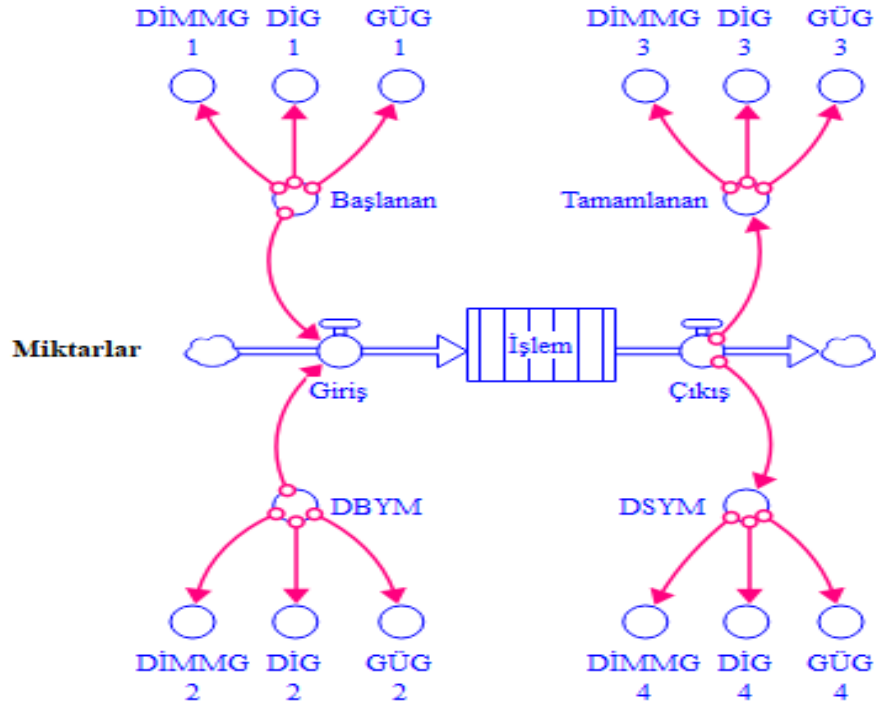 DİMMG DİG GÜG
1 1 1
DİMMG DİG GÜG
3 3 3
Başlanan
Tamamlanan
Miktarlar
İşlem
Giriş
Çıkış
DBYM
DSYM
DİMMG DİG GÜG
2 2 2
DİMMG DİG GÜG
4 4 4